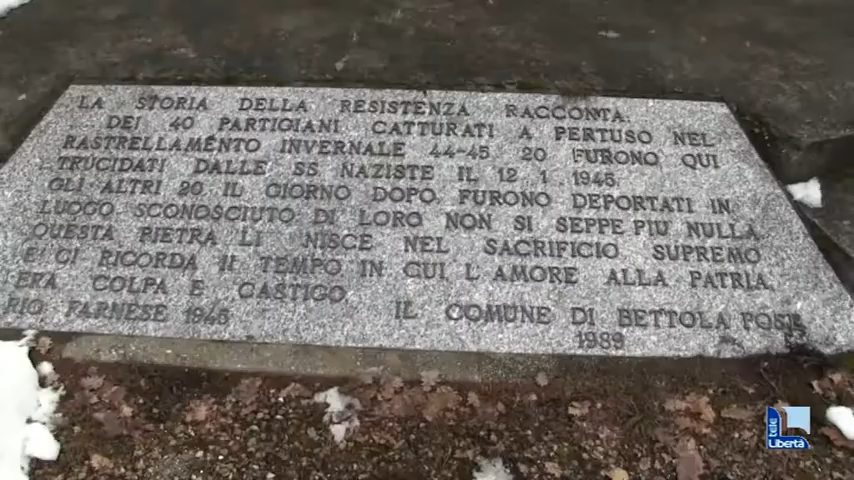 LA STORIA DELLA RESISTENZA RACCONTA.
DEI 40 PARTIGIANI CATTURATI A PERTUSO NEL
RASTRELLAMENTO INVERNALE 44-45 20 FURONO QUI
TRUCIDATI DALLE SS NAZISTE IL 12 1 1945.
GLI ALTRI 20 IL GIORNO DOPO FURONO DEPORTATI IN
LUOGO SCONOSCIUTO DI LORO NON SI SEPPE PIU NULLA.
QUESTA PIETRA LI UNISCE NEL SACRIFICIO SUPREMO
E CI RICORDA IL TEMPO IN CUI L'AMORE ALLA PATRIA
ERA COLPA E CASTIGO IL COMUNE DI BETTOLA POSE
RIO FARNESE 1945 1989
tele
Libertà